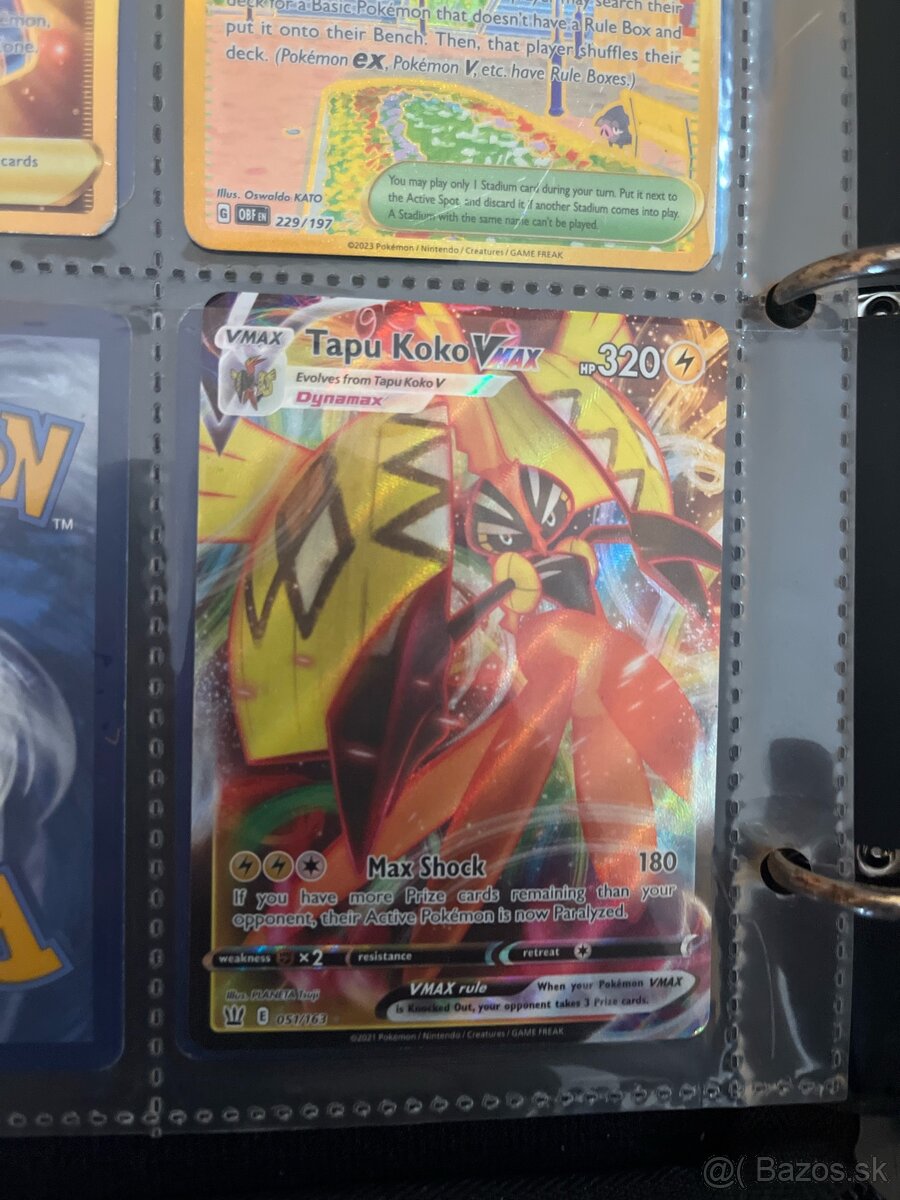 émon,
one.
cards
may search their
deck for a Basic Pokémon that doesn't have a Rule Box and
put it onto their Bench. Then, that player shuffles their
deck. (Pokémon ex, Pokémon V, etc. have Rule Boxes.)
You may play only 1 Stadium card during your turn. Put it next to
the Active Spot, and discard it if another Stadium comes into play.
A Stadium with the same name can't be played.
Illus. Oswaldo KATO
G OBF EN 229/197
©2023 Pokémon / Nintendo / Creatures / GAME FREAK
ON
TM
VMAX
Tapu Koko VMAX
HP 320
Evolves from Tapu Koko V
Dynamax
Max Shock 180
If you have more Prize cards remaining than your
opponent, their Active Pokémon is now Paralyzed.
weakness ×2 resistance retreat
VMAX rule When your Pokémon VMAX
is Knocked Out, your opponent takes 3 Prize cards.
Illus. PLANETA Tsuji
E 051/163
©2021 Pokémon / Nintendo / Creatures / GAME FREAK
@( Bazos.sk